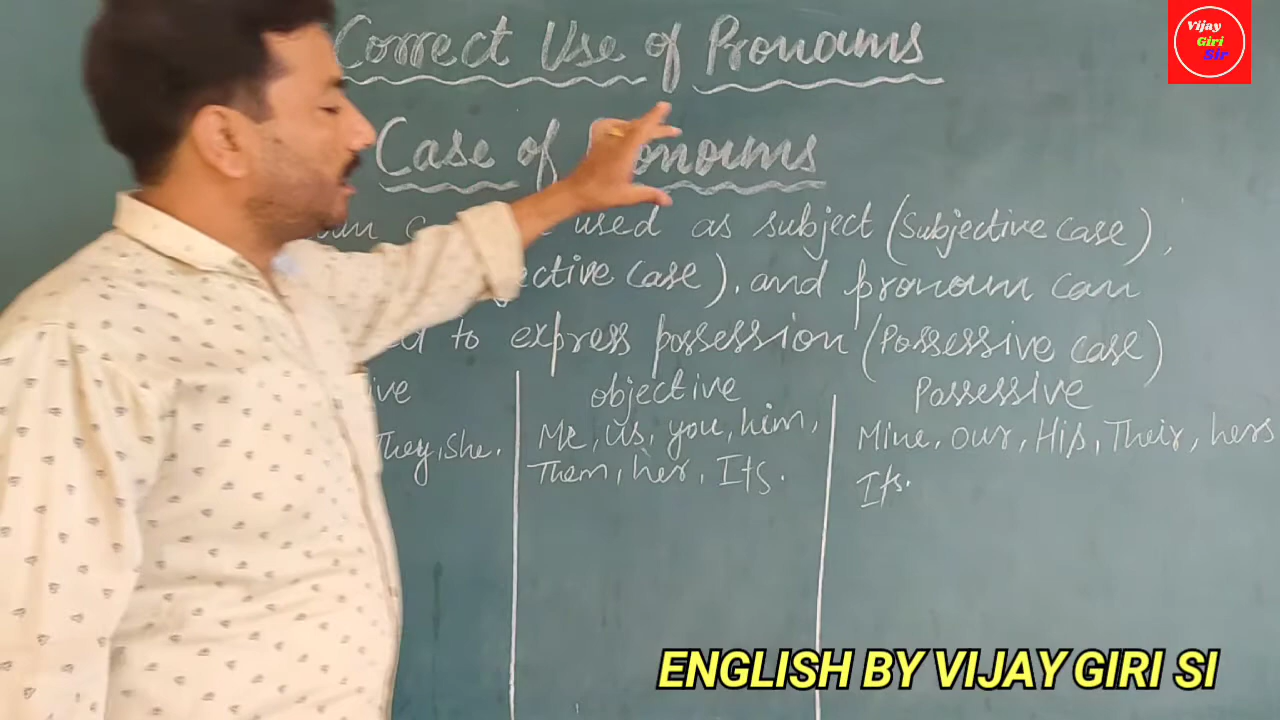 Correct Use of Pronouns
Vijay
Giri
Sir
Case of Pronouns
used as subject (Subjective case),
case), and pronoun can
to express possession (Possessive case)
objective
Possessive
They, She.
Me, us, you, him,
Them, her, Its.
Mine, our, His, Their, hers
Its.
ENGLISH BY VIJAY GIRI SI